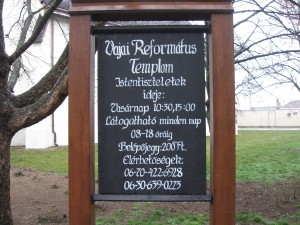 Vajai Református
Templom
Istentiszteletek
ideje:
Vasárnap 10:30, 15:00
Látogatható minden nap
08-18 óráig
Belépőjegy: 200 Ft.
Elérhetőségek:
06-70-422-6928
06-30-639-0223